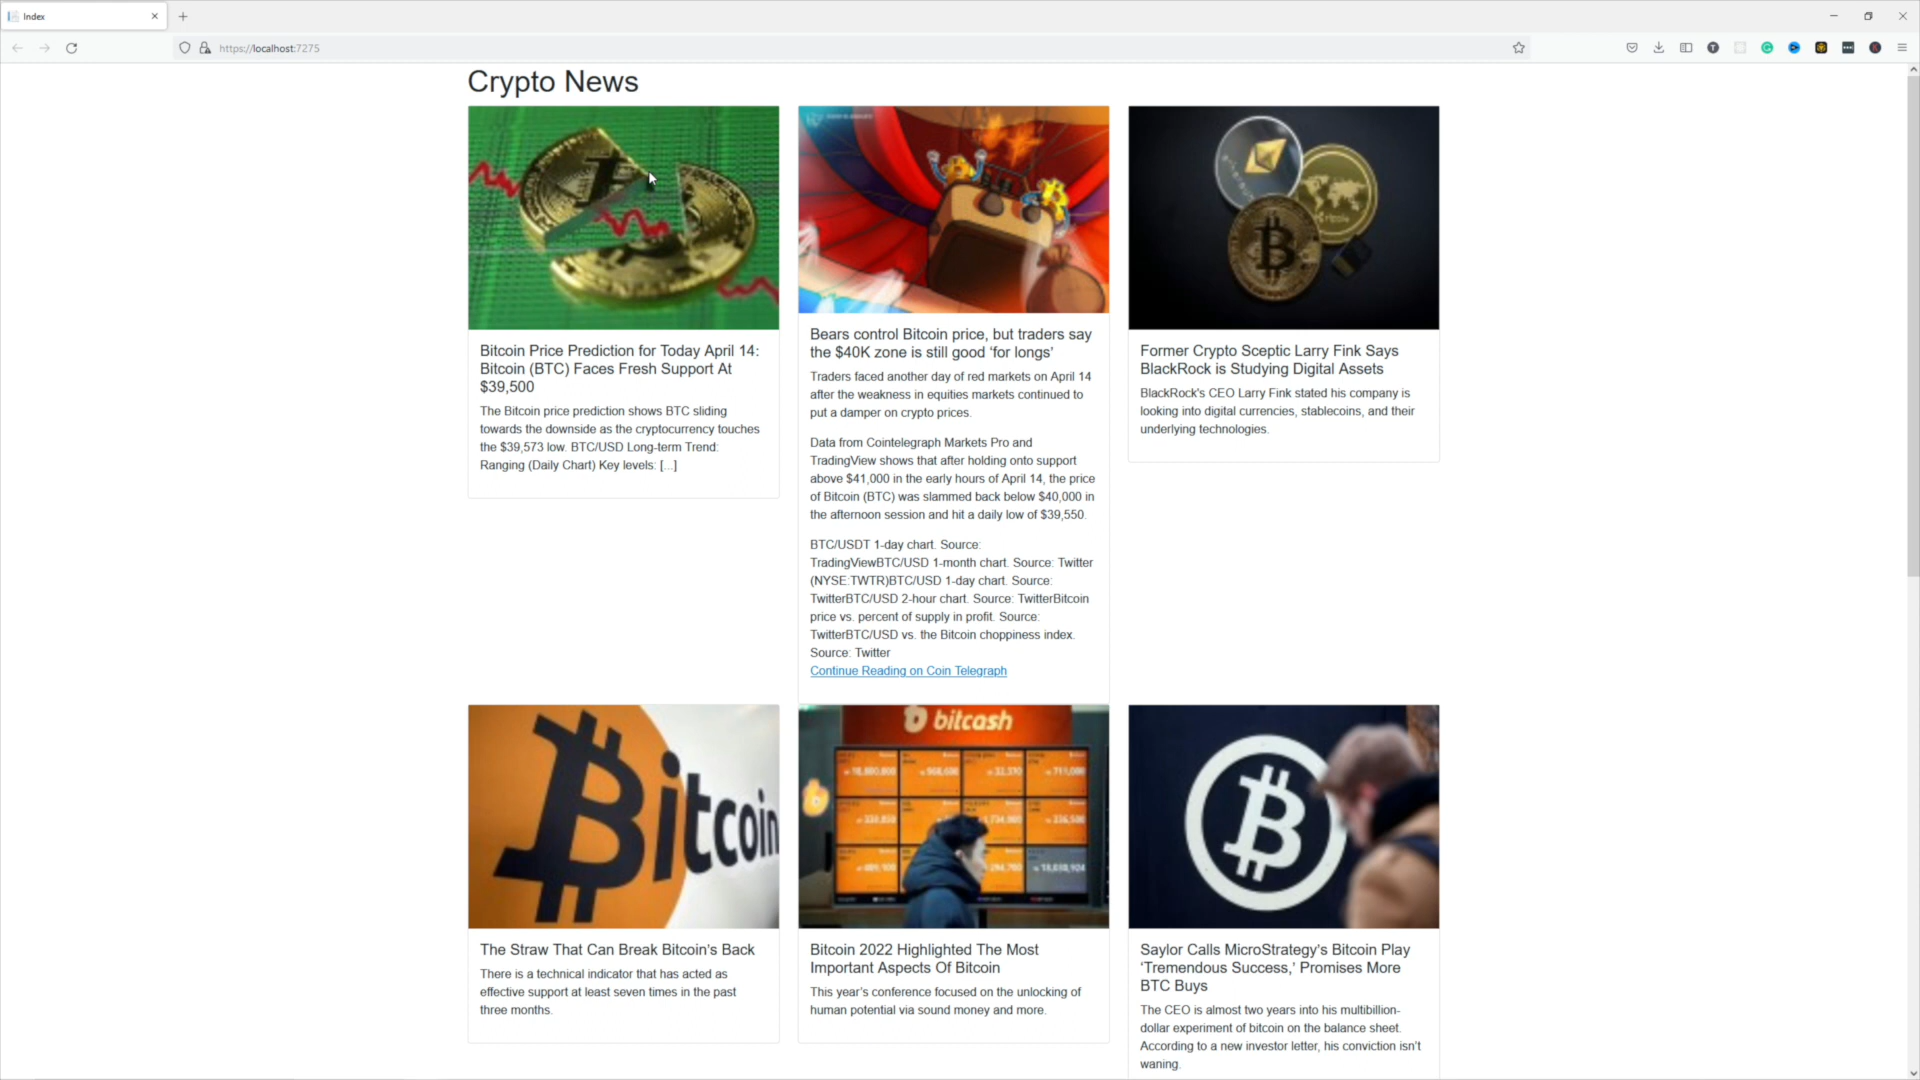 Index
https://localhost:7275
Crypto News
Bitcoin Price Prediction for Today April 14:
Bitcoin (BTC) Faces Fresh Support At
$39,500
The Bitcoin price prediction shows BTC sliding
towards the downside as the cryptocurrency touches
the $39,573 low. BTC/USD Long-term Trend:
Ranging (Daily Chart) Key levels: [...]
Bears control Bitcoin price, but traders say
the $40K zone is still good ‘for longs’
Traders faced another day of red markets on April 14
after the weakness in equities markets continued to
put a damper on crypto prices.
Data from Cointelegraph Markets Pro and
TradingView shows that after holding onto support
above $41,000 in the early hours of April 14, the price
of Bitcoin (BTC) was slammed back below $40,000 in
the afternoon session and hit a daily low of $39,550.
BTC/USDT 1-day chart. Source:
TradingViewBTC/USD 1-month chart. Source: Twitter
(NYSE:TWTR)BTC/USD 1-day chart. Source:
TwitterBTC/USD 2-hour chart. Source: TwitterBitcoin
price vs. percent of supply in profit. Source:
TwitterBTC/USD vs. the Bitcoin choppiness index.
Source: Twitter
Continue Reading on Coin Telegraph
Former Crypto Sceptic Larry Fink Says
BlackRock is Studying Digital Assets
BlackRock's CEO Larry Fink stated his company is
looking into digital currencies, stablecoins, and their
underlying technologies.
Bitcoin
The Straw That Can Break Bitcoin’s Back
There is a technical indicator that has acted as
effective support at least seven times in the past
three months.
bitcash
Bitcoin 2022 Highlighted The Most
Important Aspects Of Bitcoin
This year’s conference focused on the unlocking of
human potential via sound money and more.
Saylor Calls MicroStrategy’s Bitcoin Play
‘Tremendous Success,’ Promises More
BTC Buys
The CEO is almost two years into his multibillion-
dollar experiment of bitcoin on the balance sheet.
According to a new investor letter, his conviction isn’t
waning.